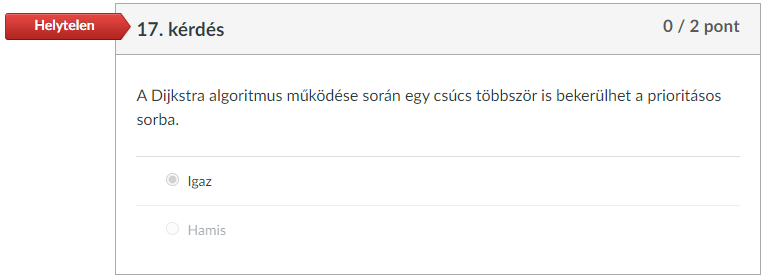 Helytelen
17. kérdés
0 / 2 pont
A Dijkstra algoritmus működése során egy csúcs többször is bekerülhet a prioritásos
sorba.
Igaz
Hamis